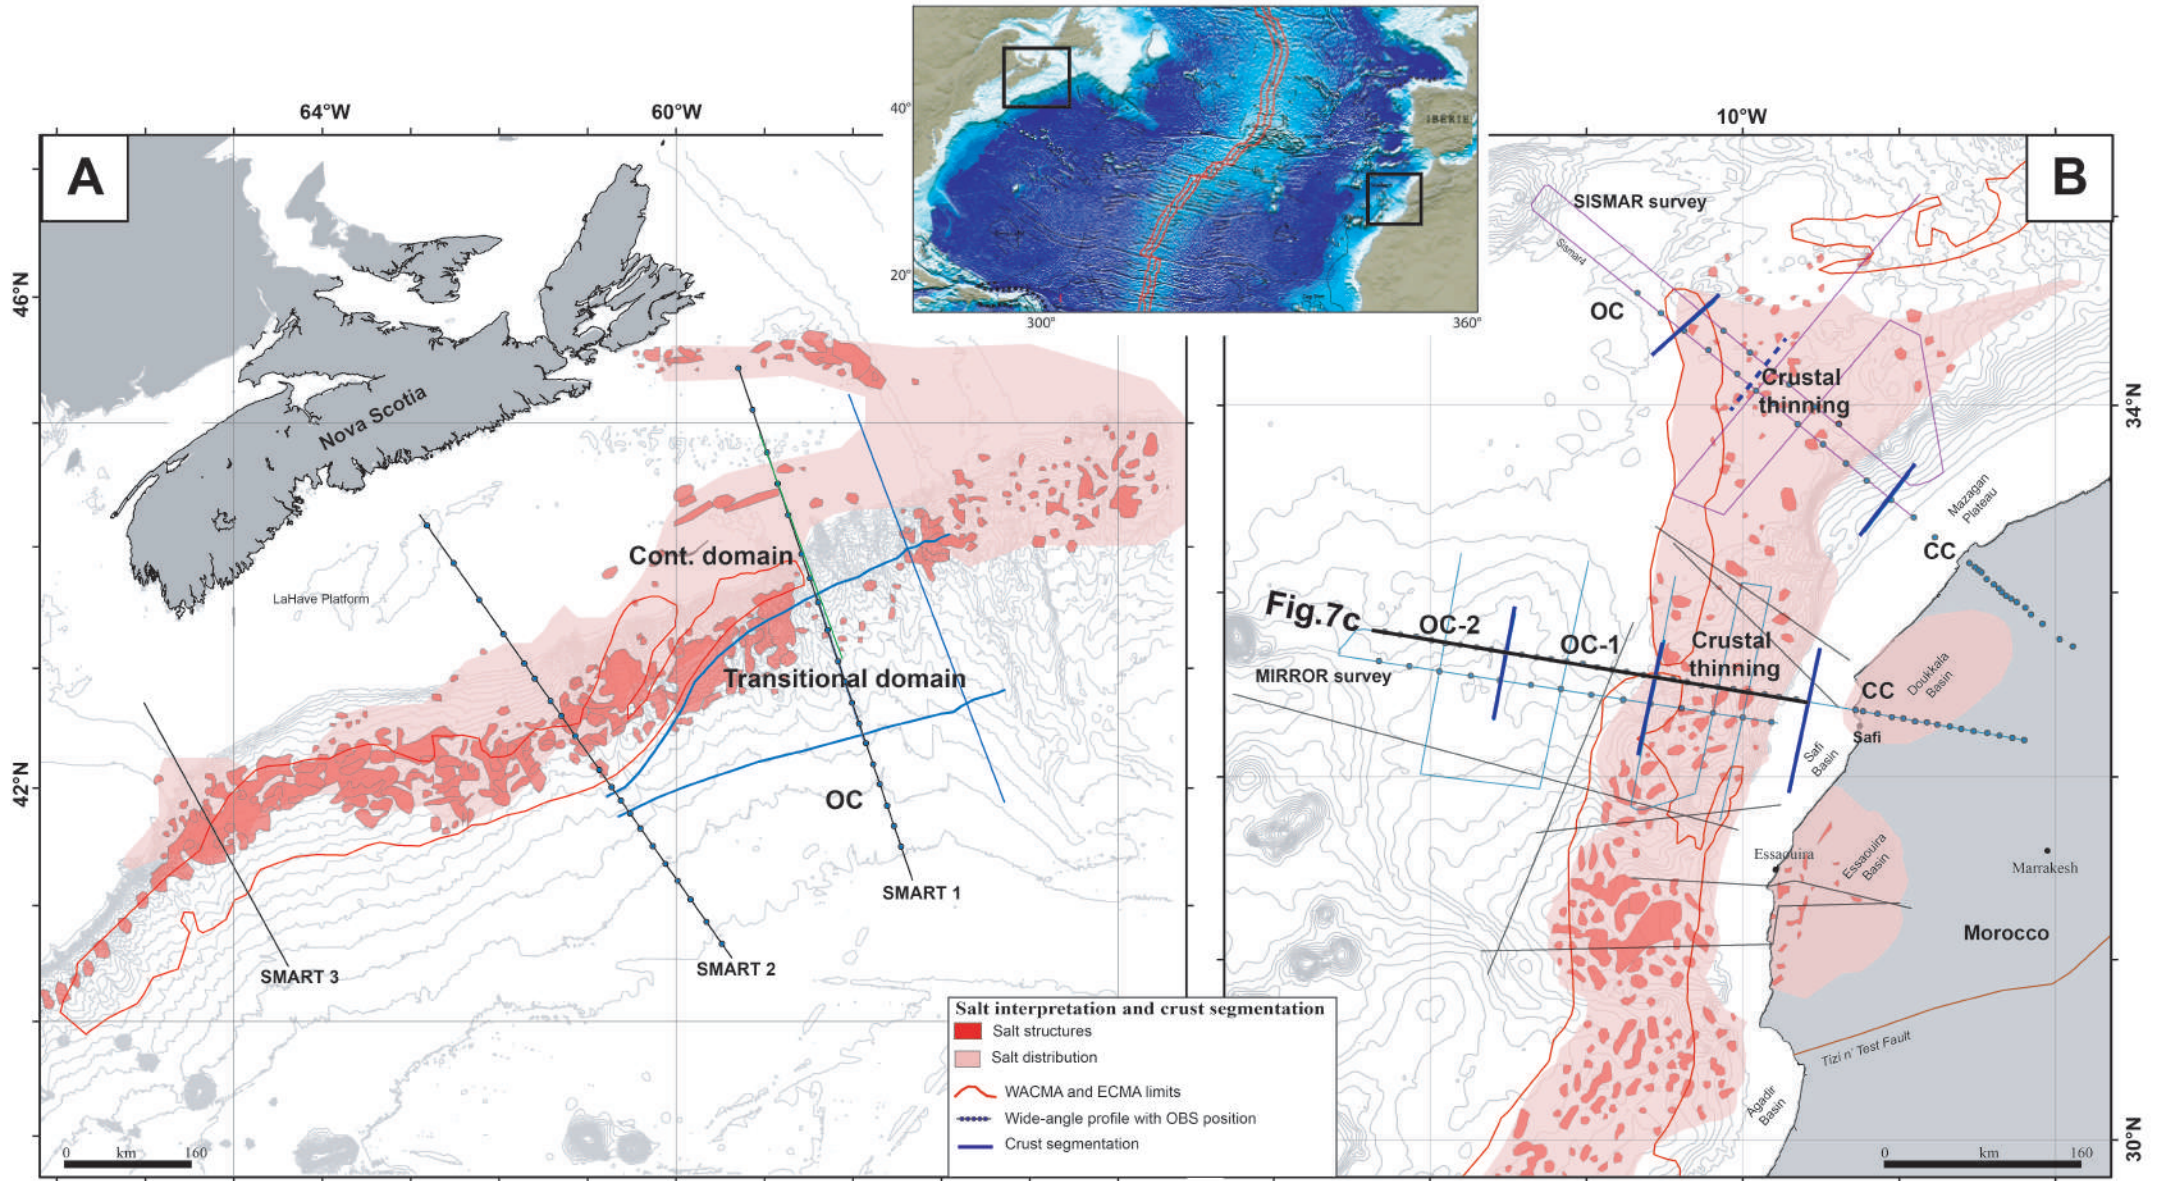 64°W
60°W
40°
20°
300°
360°
IBERIE
10°W
A
B
46°N
42°N
34°N
30°N
Nova Scotia
LaHave Platform
Cont. domain
Transitional domain
OC
SMART 1
SMART 2
SMART 3
0 km 160
SISMAR survey
Sismar4
OC
Crustal
thinning
Mazagan
Plateau
CC
Fig.7c
OC-2
OC-1
Crustal
thinning
MIRROR survey
CC
Doukkala
Basin
Safi
Safi
Basin
Essaouira
Essaouira
Basin
Marrakesh
Morocco
Tizi n' Test Fault
Agadir
Basin
0 km 160
Salt interpretation and crust segmentation
Salt structures
Salt distribution
WACMA and ECMA limits
Wide-angle profile with OBS position
Crust segmentation